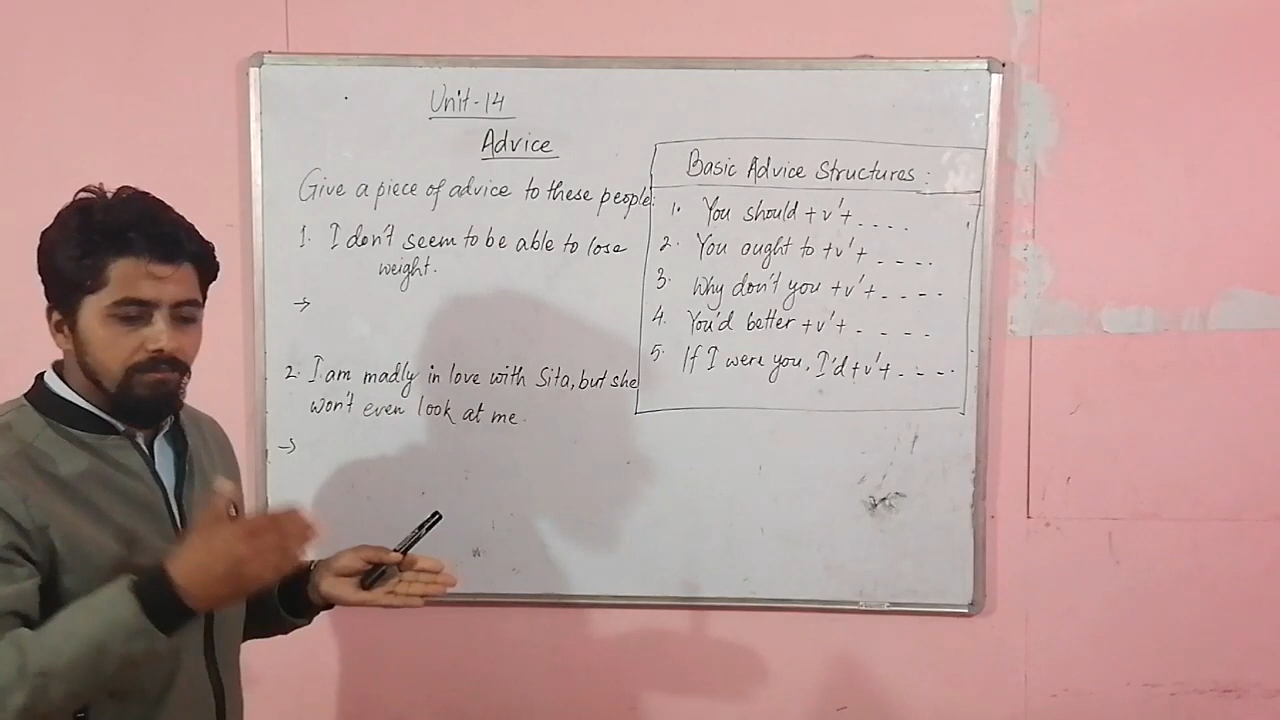 Unit-14
Advice
Give a piece of advice to these people:
1. I don't seem to be able to lose
weight.
→
2. I am madly in love with Sita, but she
won't even look at me.
→
Basic Advice Structures:
1. You should + v' + ....
2. You ought to + v' + ----.
3. Why don't you + v' + ----
4. You'd better + v' + ----
5. If I were you, I'd + v' + ----.